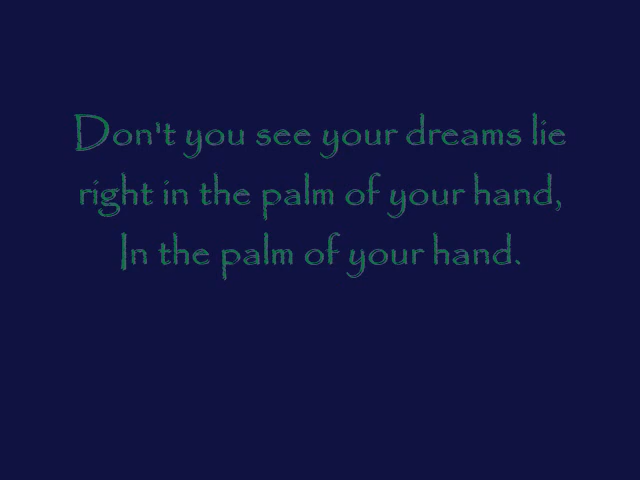 Don't you see your dreams lie
right in the palm of your hand,
In the palm of your hand.